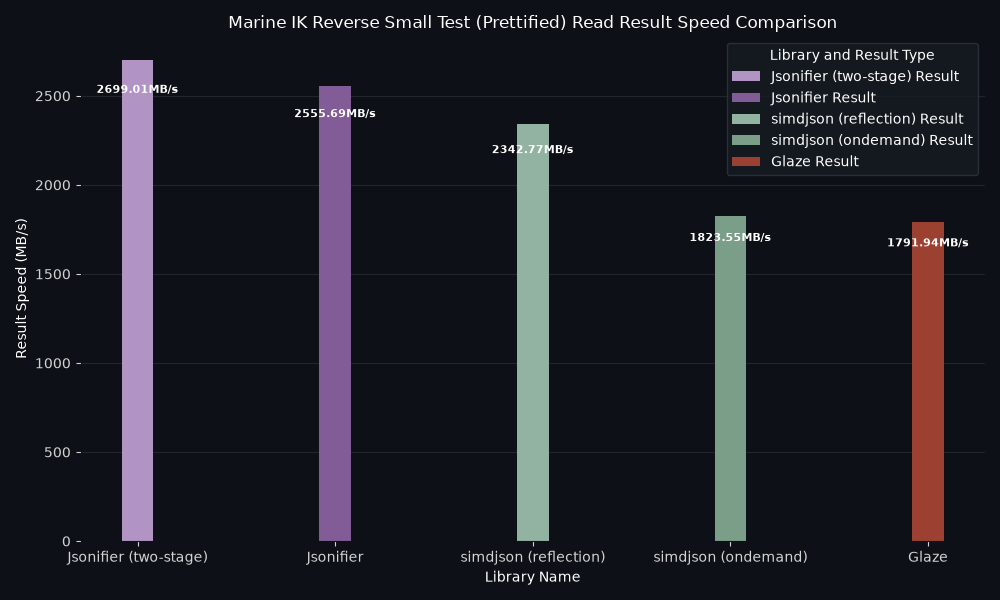 Marine IK Reverse Small Test (Prettified) Read Result Speed Comparison
Library and Result Type
Jsonifier (two-stage) Result
Jsonifier Result
simdjson (reflection) Result
simdjson (ondemand) Result
Glaze Result
2699.01MB/s
2555.69MB/s
2342.77MB/s
1823.55MB/s
1791.94MB/s
Result Speed (MB/s)
2500
2000
1500
1000
500
0
Jsonifier (two-stage)
Jsonifier
simdjson (reflection)
simdjson (ondemand)
Glaze
Library Name